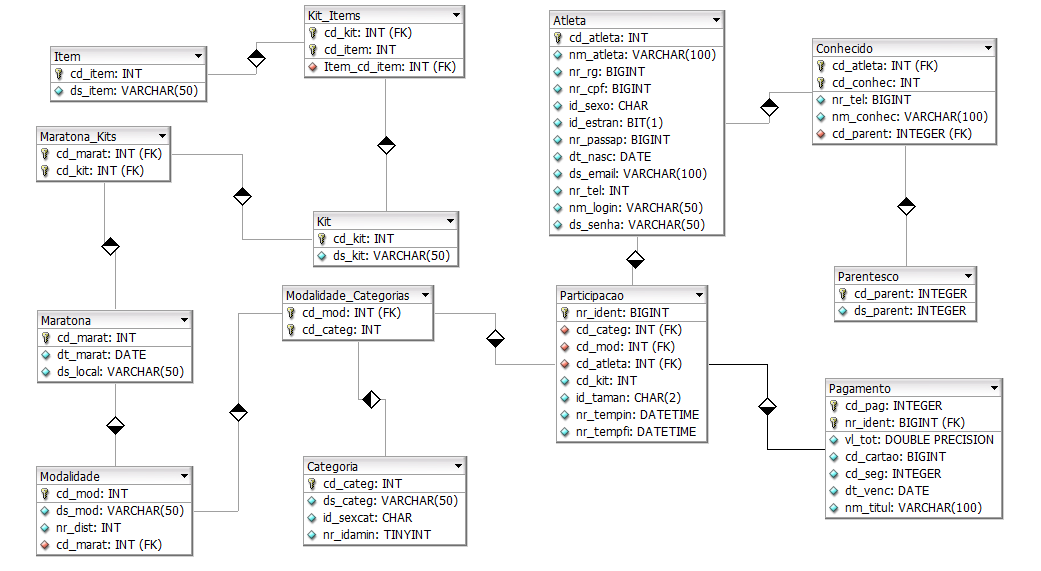 Kit_Items
cd_kit: INT (FK)
cd_item: INT
Item_cd_item: INT (FK)
Item
cd_item: INT
ds_item: VARCHAR(50)
Maratona_Kits
cd_marat: INT (FK)
cd_kit: INT (FK)
Kit
cd_kit: INT
ds_kit: VARCHAR(50)
Maratona
cd_marat: INT
dt_marat: DATE
ds_local: VARCHAR(50)
Modalidade_Categorias
cd_mod: INT (FK)
cd_categ: INT
Modalidade
cd_mod: INT
ds_mod: VARCHAR(50)
nr_dist: INT
cd_marat: INT (FK)
Categoria
cd_categ: INT
ds_categ: VARCHAR(50)
id_sexcat: CHAR
nr_idamin: TINYINT
Atleta
cd_atleta: INT
nm_atleta: VARCHAR(100)
nr_rg: BIGINT
nr_cpf: BIGINT
id_sexo: CHAR
id_estran: BIT(1)
nr_passap: BIGINT
dt_nasc: DATE
ds_email: VARCHAR(100)
nr_tel: INT
nm_login: VARCHAR(50)
ds_senha: VARCHAR(50)
Conhecido
cd_atleta: INT (FK)
cd_conhec: INT
nr_tel: BIGINT
nm_conhec: VARCHAR(100)
cd_parent: INTEGER (FK)
Parentesco
cd_parent: INTEGER
ds_parent: INTEGER
Participacao
nr_ident: BIGINT
cd_categ: INT (FK)
cd_mod: INT (FK)
cd_atleta: INT (FK)
cd_kit: INT
id_taman: CHAR(2)
nr_tempin: DATETIME
nr_tempfi: DATETIME
Pagamento
cd_pag: INTEGER
nr_ident: BIGINT (FK)
vl_tot: DOUBLE PRECISION
cd_cartao: BIGINT
cd_seg: INTEGER
dt_venc: DATE
nm_titul: VARCHAR(100)